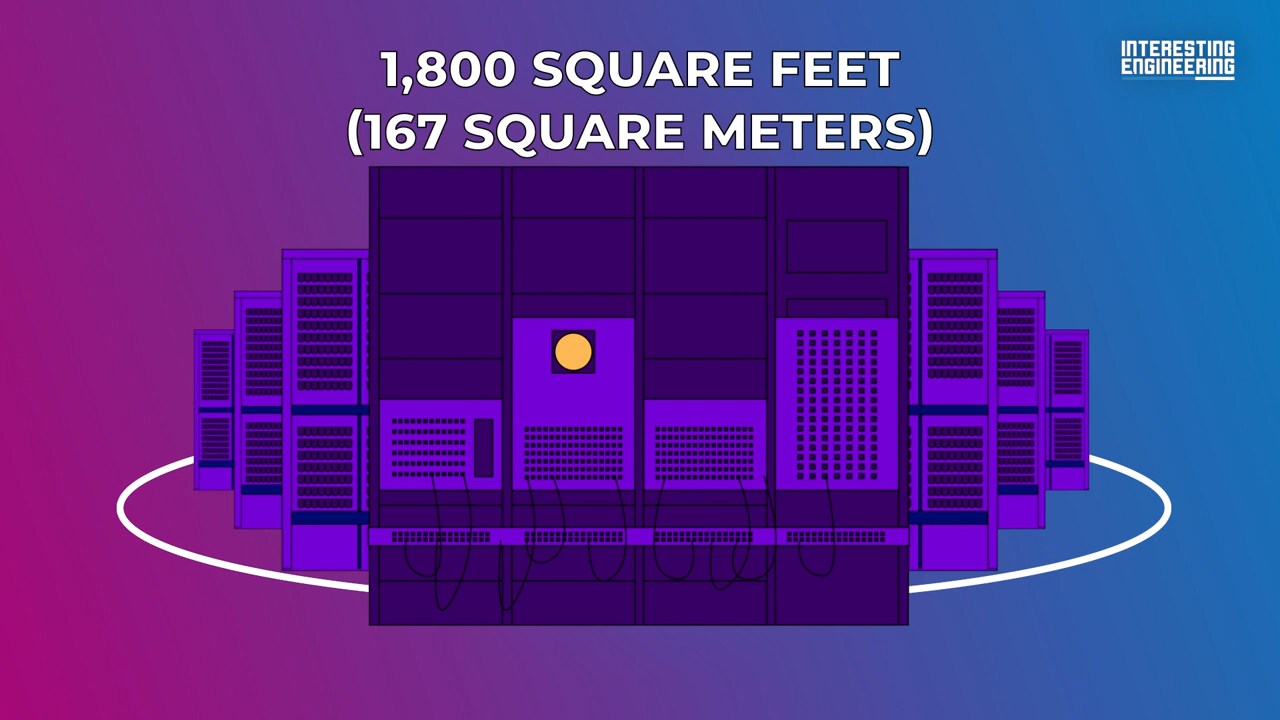 1,800 SQUARE FEET
(167 SQUARE METERS)
INTERESTING
ENGINEERING